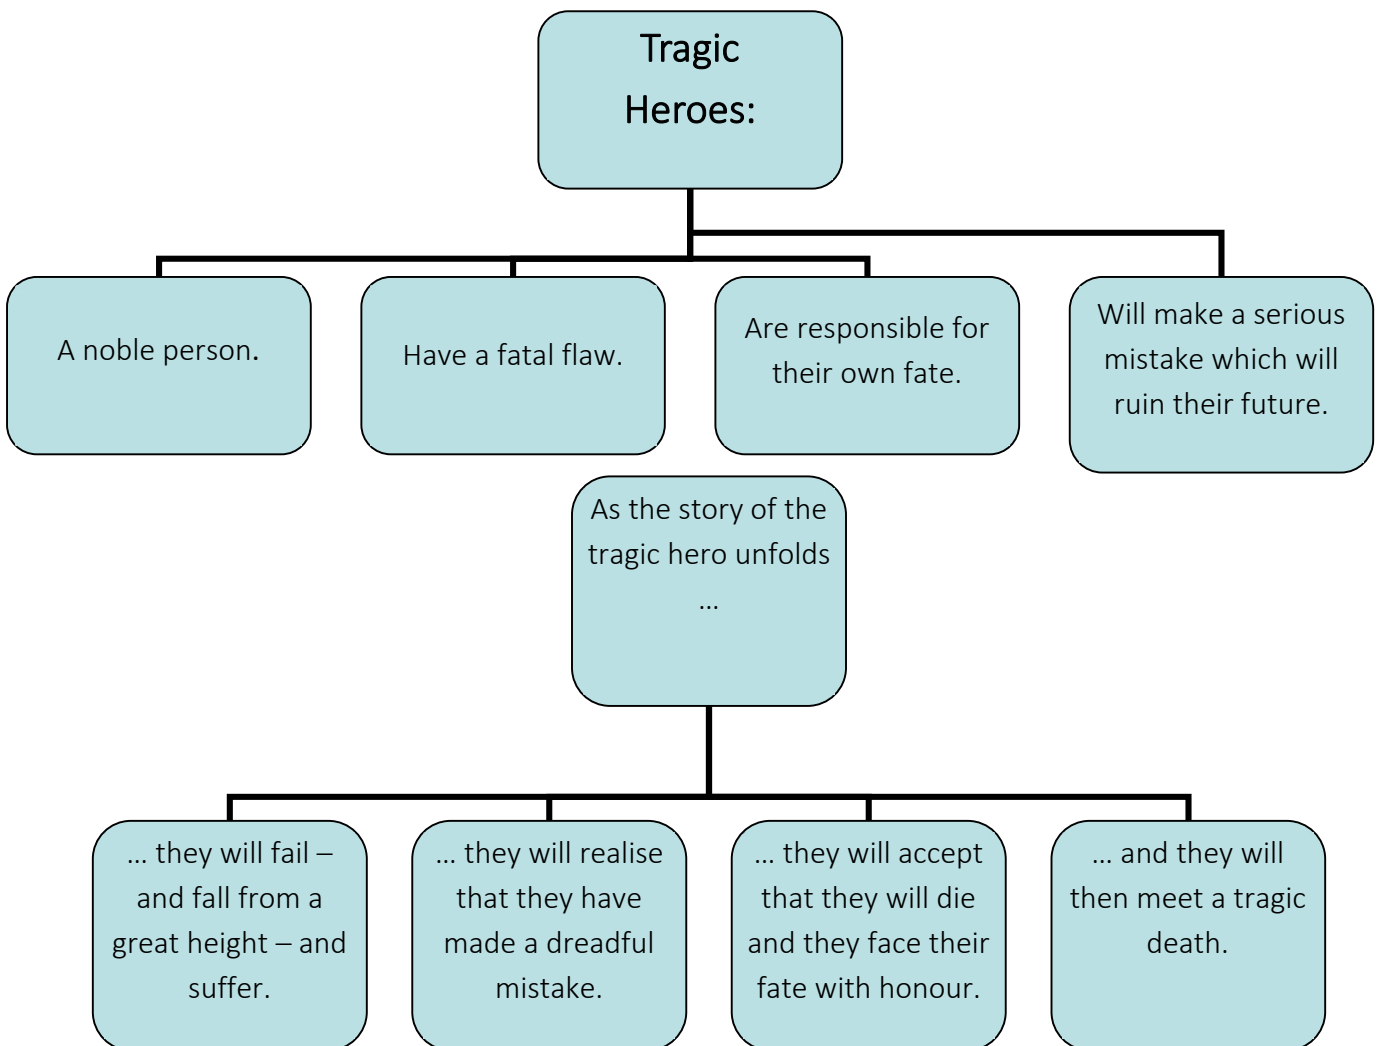 Tragic
Heroes:
A noble person.
Have a fatal flaw.
Are responsible for
their own fate.
Will make a serious
mistake which will
ruin their future.
As the story of the
tragic hero unfolds
...
... they will fail –
and fall from a
great height – and
suffer.
... they will realise
that they have
made a dreadful
mistake.
... they will accept
that they will die
and they face their
fate with honour.
... and they will
then meet a tragic
death.